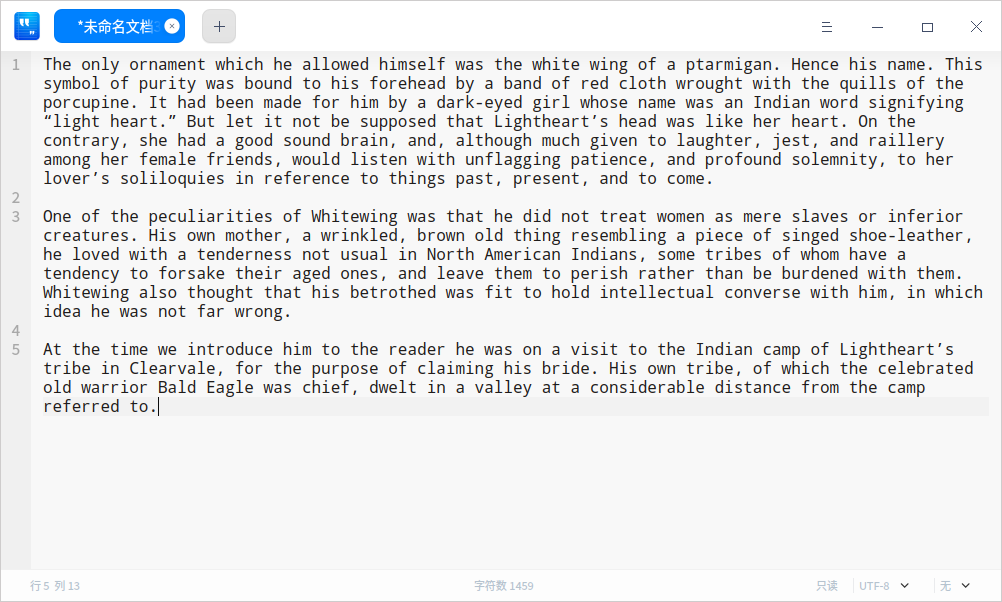 *未命名文档
1 The only ornament which he allowed himself was the white wing of a ptarmigan. Hence his name. This
symbol of purity was bound to his forehead by a band of red cloth wrought with the quills of the
porcupine. It had been made for him by a dark-eyed girl whose name was an Indian word signifying
“light heart.” But let it not be supposed that Lightheart’s head was like her heart. On the
contrary, she had a good sound brain, and, although much given to laughter, jest, and raillery
among her female friends, would listen with unflagging patience, and profound solemnity, to her
lover’s soliloquies in reference to things past, present, and to come.
2
3 One of the peculiarities of Whitewing was that he did not treat women as mere slaves or inferior
creatures. His own mother, a wrinkled, brown old thing resembling a piece of singed shoe-leather,
he loved with a tenderness not usual in North American Indians, some tribes of whom have a
tendency to forsake their aged ones, and leave them to perish rather than be burdened with them.
Whitewing also thought that his betrothed was fit to hold intellectual converse with him, in which
idea he was not far wrong.
4
5 At the time we introduce him to the reader he was on a visit to the Indian camp of Lightheart’s
tribe in Clearvale, for the purpose of claiming his bride. His own tribe, of which the celebrated
old warrior Bald Eagle was chief, dwelt in a valley at a considerable distance from the camp
referred to.
行 5 列 13 字符数 1459 只读 UTF-8 无